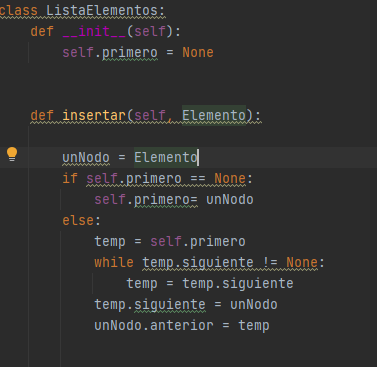 class ListaElementos:
def __init__(self):
self.primero = None
def insertar(self, Elemento):
unNodo = Elemento
if self.primero == None:
self.primero= unNodo
else:
temp = self.primero
while temp.siguiente != None:
temp = temp.siguiente
temp.siguiente = unNodo
unNodo.anterior = temp